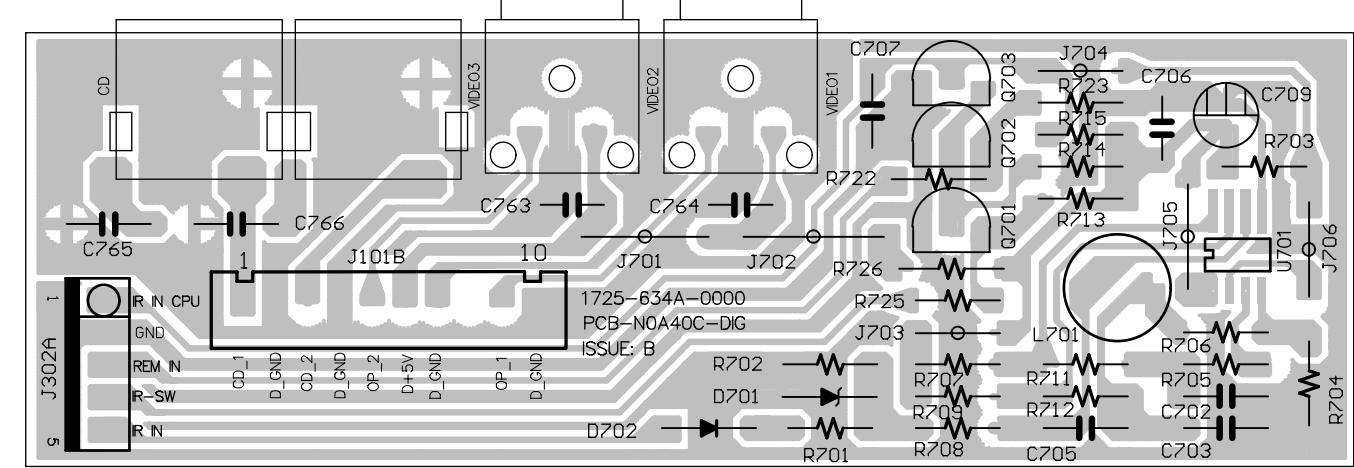 CD
VIDEO3
VIDEO2
VIDEO1
C707
Q703
J704
R723
C706
C709
R715
Q702
R714
R703
R722
R713
C765
C766
C763
C764
Q701
J705
J706
U701
J701
J702
R726
1
J101B
10
1725-634A-0000
PCB-N0A40C-DIG
ISSUE: B
R725
J703
L701
J302A
1
IR IN CPU
GND
REM IN
IR-SW
IR IN
5
CD_1
D_GND
CD_2
D_GND
OP_2
D+5V
D_GND
OP_1
D_GND
R702
R707
R711
R706
R705
R704
D701
R709
R712
C702
D702
R701
R708
C705
C703